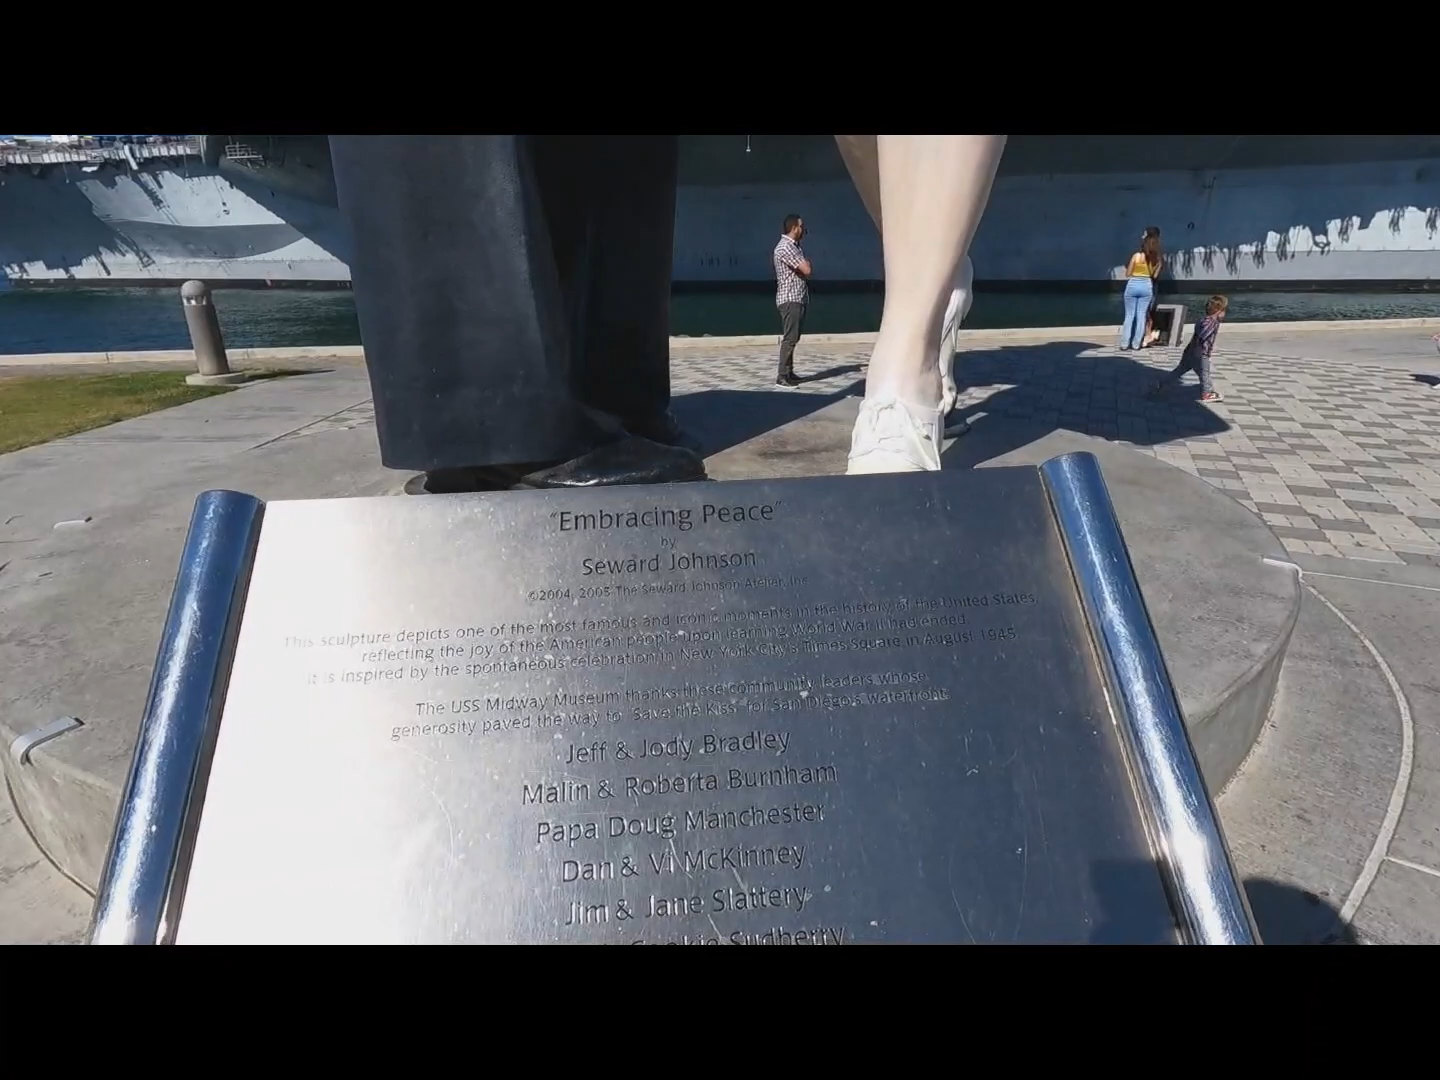 "Embracing Peace"
by
Seward Johnson
©2004, 2005 The Seward Johnson Atelier, Inc.
This sculpture depicts one of the most famous and iconic moments in the history of the United States,
reflecting the joy of the American people upon learning World War II had ended.
It is inspired by the spontaneous celebration in New York City's Times Square in August 1945.
The USS Midway Museum thanks these community leaders whose
generosity paved the way to "Save the Kiss" for San Diego's waterfront.
Jeff & Jody Bradley
Malin & Roberta Burnham
Papa Doug Manchester
Dan & Vi McKinney
Jim & Jane Slattery
Cookie Sudberry